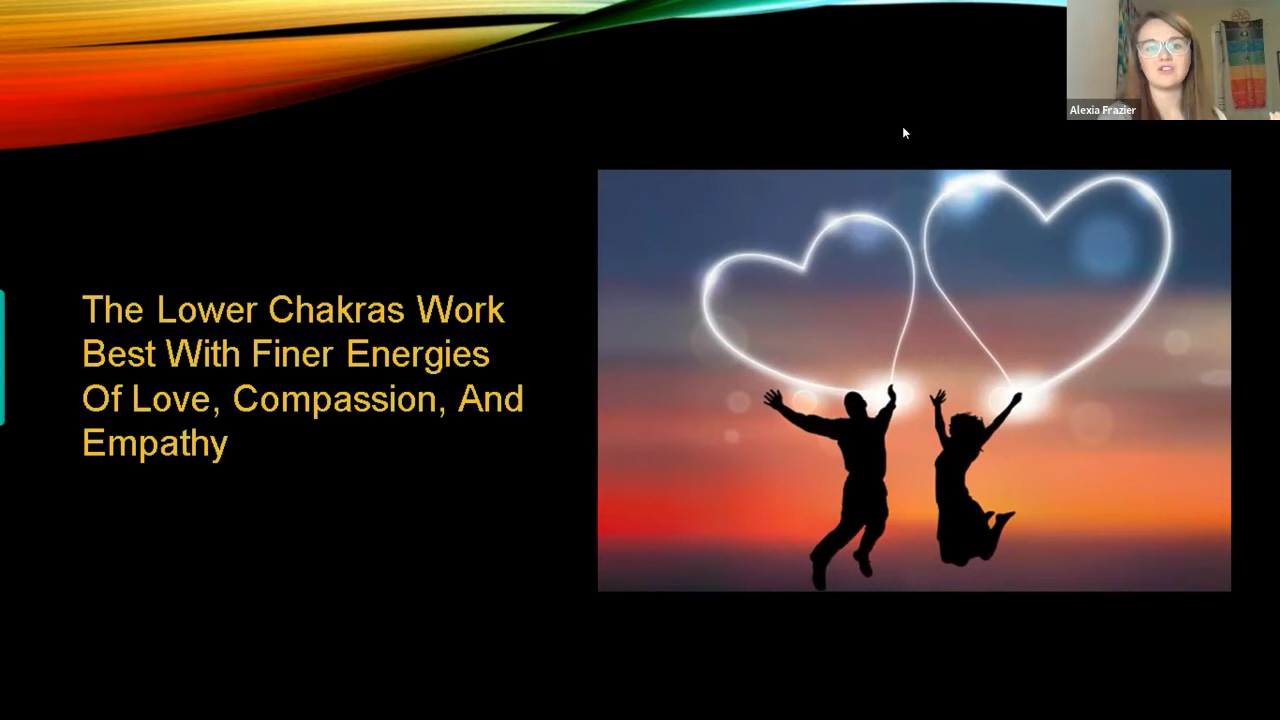 Alexia Frazier
The Lower Chakras Work
Best With Finer Energies
Of Love, Compassion, And
Empathy